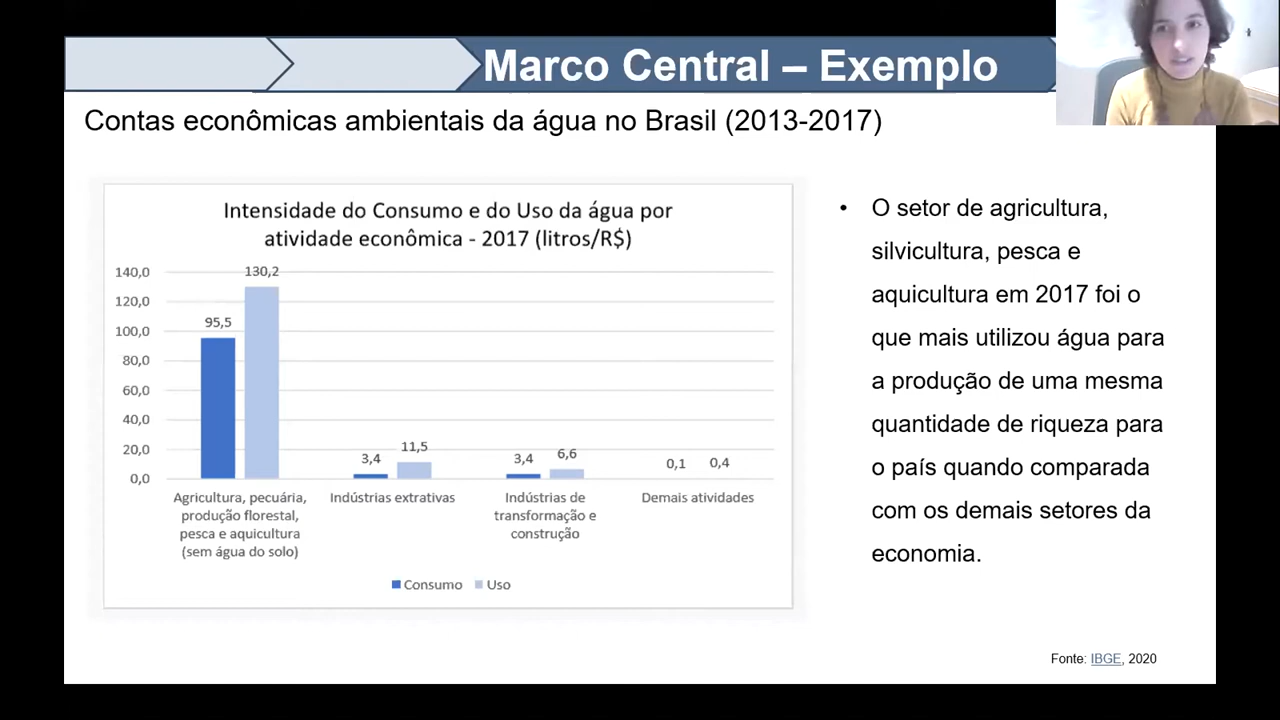 Marco Central – Exemplo
Contas econômicas ambientais da água no Brasil (2013-2017)
Intensidade do Consumo e do Uso da água por
atividade econômica - 2017 (litros/R$)
140,0
120,0
100,0
80,0
60,0
40,0
20,0
0,0
95,5
130,2
3,4
11,5
3,4
6,6
0,1
0,4
Agricultura, pecuária,
produção florestal,
pesca e aquicultura
(sem água do solo)
Indústrias extrativas
Indústrias de
transformação e
construção
Demais atividades
Consumo
Uso
• O setor de agricultura,
silvicultura, pesca e
aquicultura em 2017 foi o
que mais utilizou água para
a produção de uma mesma
quantidade de riqueza para
o país quando comparada
com os demais setores da
economia.
Fonte: IBGE, 2020